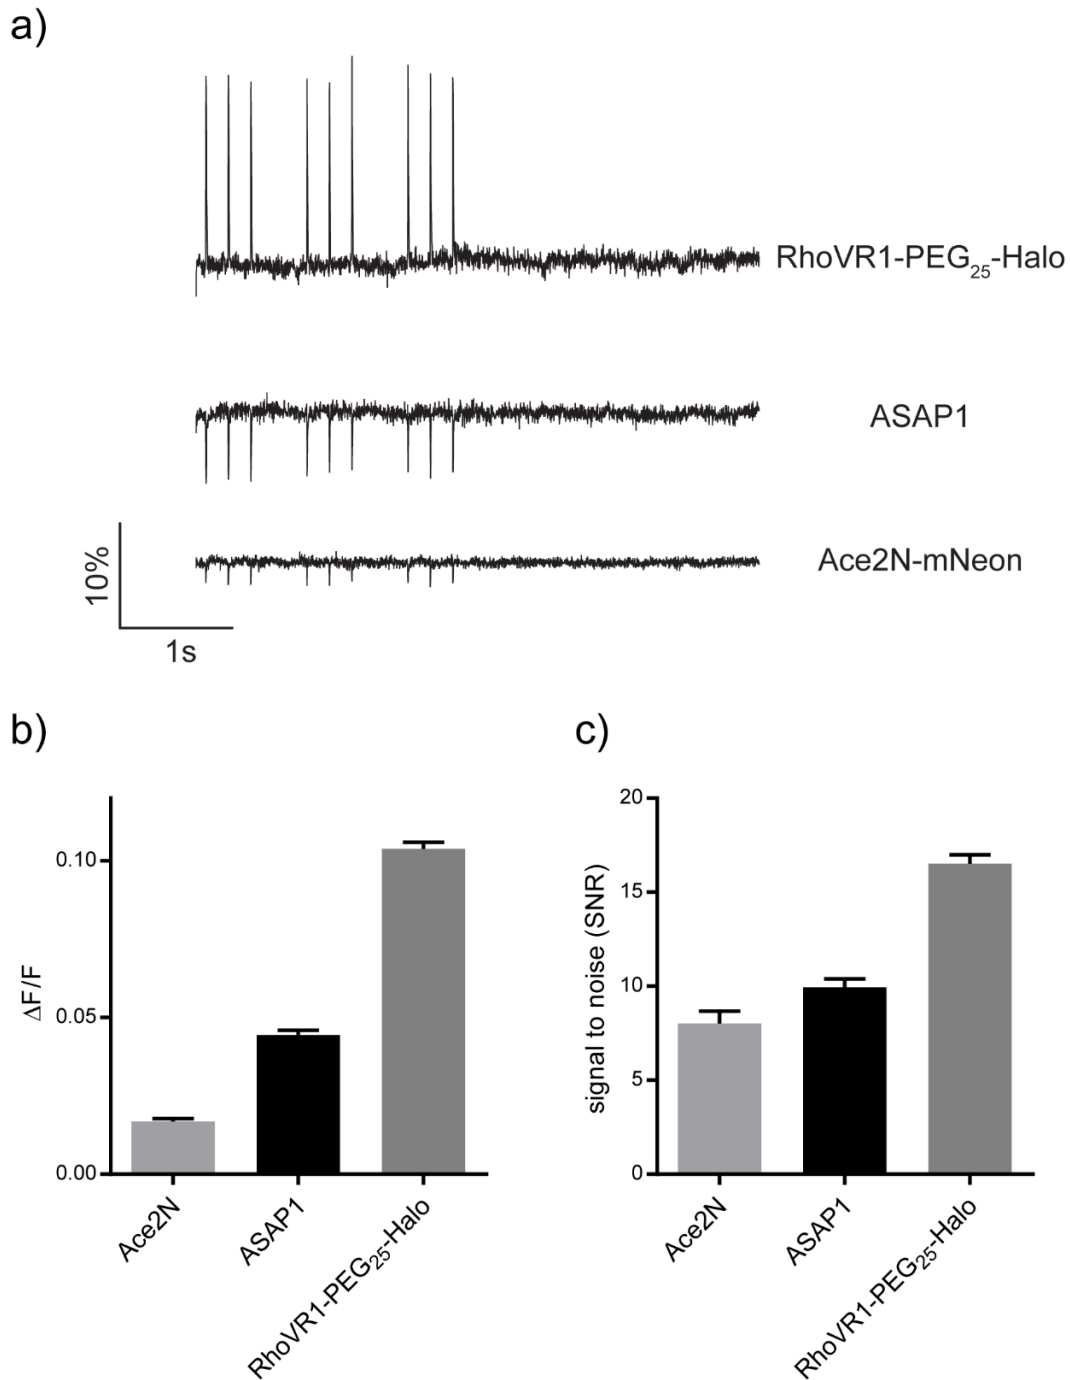 a)
RhoVR1-PEG25-Halo
ASAP1
Ace2N-mNeon
10%
1s
b)
0.10
0.05
0.00
ΔF/F
Ace2N
ASAP1
RhoVR1-PEG25-Halo
c)
20
15
10
5
0
signal to noise (SNR)
Ace2N
ASAP1
RhoVR1-PEG25-Halo